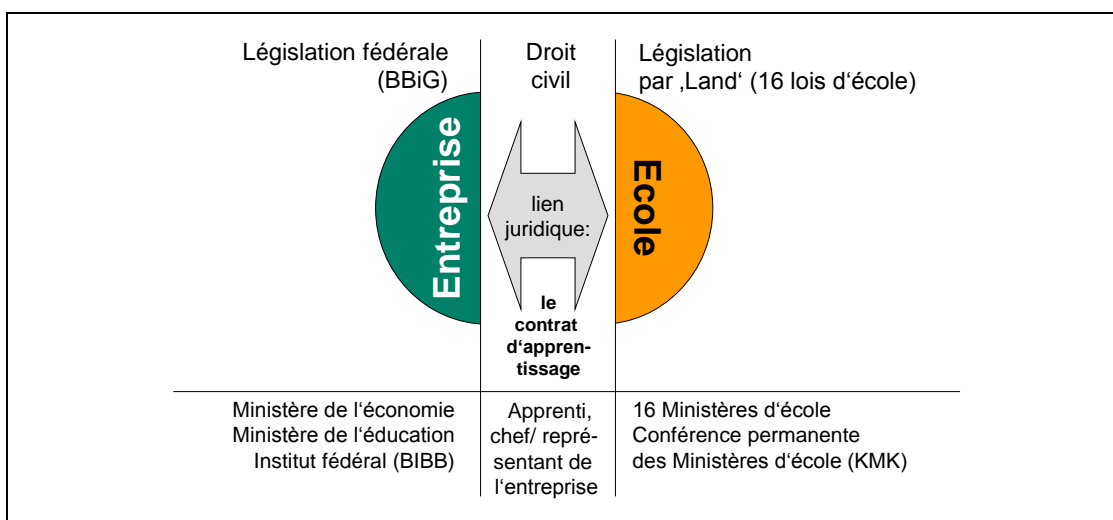 Législation fédérale
(BBiG)
Droit
civil
Législation
par ‚Land‘ (16 lois d‘école)
Entreprise
lien
juridique:
Ecole
le
contrat
d‘appren-
tissage
Ministère de l‘économie
Ministère de l‘éducation
Institut fédéral (BIBB)
Apprenti,
chef/ repré-
sentant de
l‘entreprise
16 Ministères d‘école
Conférence permanente
des Ministères d‘école (KMK)